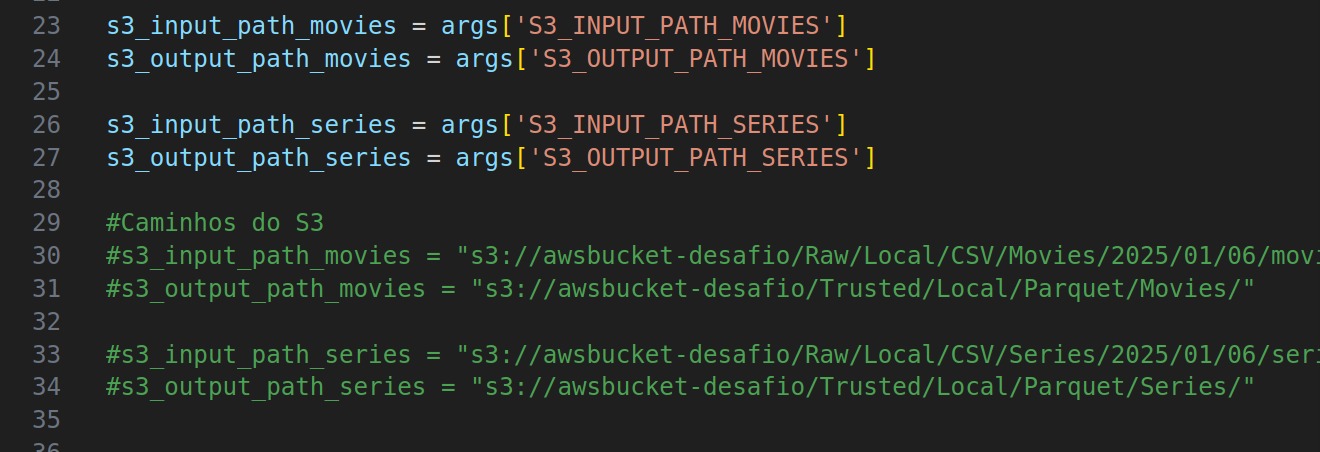 23 s3_input_path_movies = args['S3_INPUT_PATH_MOVIES']
24 s3_output_path_movies = args['S3_OUTPUT_PATH_MOVIES']
25
26 s3_input_path_series = args['S3_INPUT_PATH_SERIES']
27 s3_output_path_series = args['S3_OUTPUT_PATH_SERIES']
28
29 #Caminhos do S3
30 #s3_input_path_movies = "s3://awsbucket-desafio/Raw/Local/CSV/Movies/2025/01/06/movi
31 #s3_output_path_movies = "s3://awsbucket-desafio/Trusted/Local/Parquet/Movies/"
32
33 #s3_input_path_series = "s3://awsbucket-desafio/Raw/Local/CSV/Series/2025/01/06/seri
34 #s3_output_path_series = "s3://awsbucket-desafio/Trusted/Local/Parquet/Series/"
35